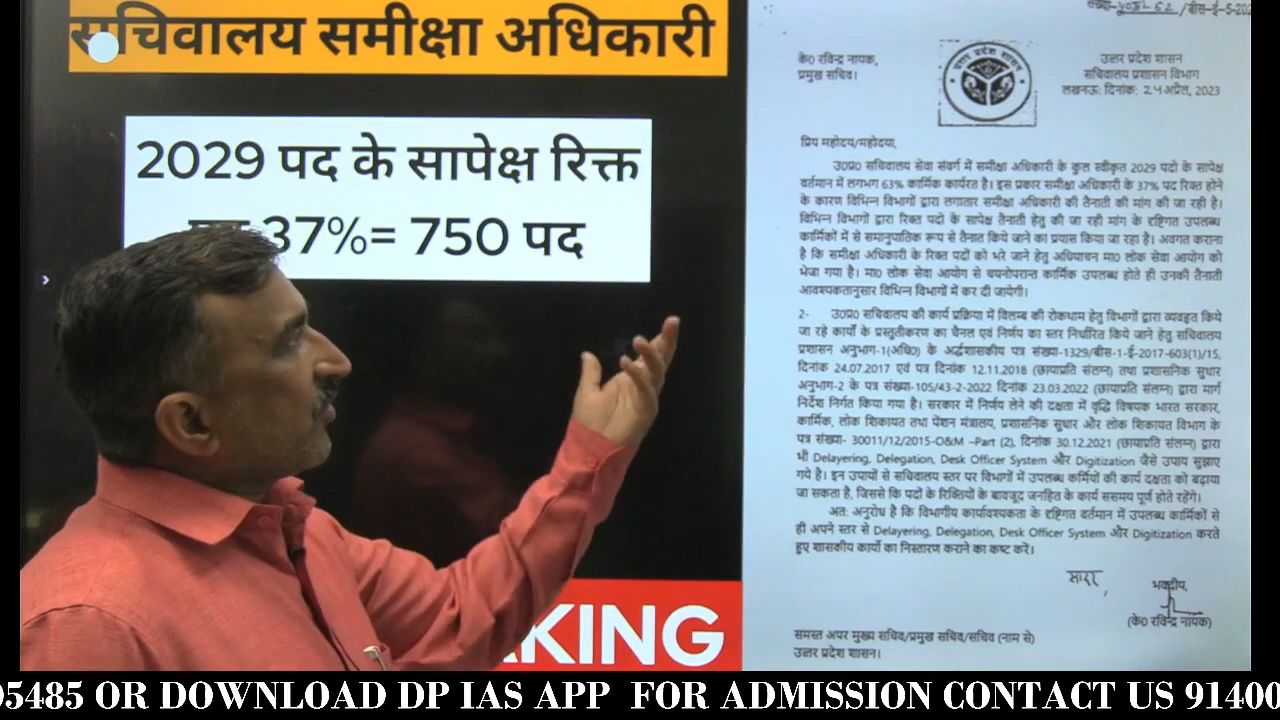 सचिवालय समीक्षा अधिकारी
2029 पद के सापेक्ष रिक्त
37%= 750 पद
KING
/बीस-ई-5-202
के0 रविन्द्र नायक,
प्रमुख सचिव।
उत्तर प्रदेश शासन
उत्तर प्रदेश शासन
सचिवालय प्रशासन विभाग
लखनऊः दिनांकः 24 अप्रैल, 2023
प्रिय महोदय/महोदया,
उ0प्र0 सचिवालय सेवा संवर्ग में समीक्षा अधिकारी के कुल स्वीकृत 2029 पदो के सापेक्ष
वर्तमान में लगभग 63% कार्मिक कार्यरत है। इस प्रकार समीक्षा अधिकारी के 37% पद रिक्त होने
के कारण विभिन्न विभागों द्वारा लगातार समीक्षा अधिकारी की तैनाती की मांग की जा रही है।
विभिन्न विभागों द्वारा रिक्त पदों के सापेक्ष तैनाती हेतु की जा रही मांग के दृष्टिगत उपलब्ध
कार्मिकों में से समानुपातिक रूप से तैनात किये जाने का प्रयास किया जा रहा है। अवगत कराना
है कि समीक्षा अधिकारी के रिक्त पदों को भरे जाने हेतु अधियाचन मा0 लोक सेवा आयोग को
भेजा गया है। मा0 लोक सेवा आयोग से चयनोपरान्त कार्मिक उपलब्ध होते ही उनकी तैनाती
आवश्यकतानुसार विभिन्न विभागों में कर दी जायेगी।
2- उ0प्र0 सचिवालय की कार्य प्रक्रिया में विलम्ब की रोकथाम हेतु विभागों द्वारा व्यवहृत किये
जा रहे कार्यों के प्रस्तुतीकरण का चैनल एवं निर्णय का स्तर निर्धारित किये जाने हेतु सचिवालय
प्रशासन अनुभाग-1(अधि0) के अर्द्धशासकीय पत्र संख्या-1329/बीस-1-ई-2017-603(1)/15,
दिनांक 24.07.2017 एवं पत्र दिनांक 12.11.2018 (छायाप्रति संलग्न) तथा प्रशासनिक सुधार
अनुभाग-2 के पत्र संख्या-105/43-2-2022 दिनांक 23.03.2022 (छायाप्रति संलग्न) द्वारा मार्ग
निर्देश निर्गत किया गया है। सरकार में निर्णय लेने की दक्षता में वृद्धि विषयक भारत सरकार,
कार्मिक, लोक शिकायत तथा पेंशन मंत्रालय, प्रशासनिक सुधार और लोक शिकायत विभाग के
पत्र संख्या- 30011/12/2015-O&M –Part (2), दिनांक 30.12.2021 (छायाप्रति संलग्न) द्वारा
भी Delayering, Delegation, Desk Officer System और Digitization जैसे उपाय सुझाए
गये है। इन उपायों से सचिवालय स्तर पर विभागों में उपलब्ध कर्मियों की कार्य दक्षता को बढ़ाया
जा सकता है, जिससे कि पदों के रिक्तियों के बावजूद जनहित के कार्य ससमय पूर्ण होते रहेंगे।
अतः अनुरोध है कि विभागीय कार्यावश्यकता के दृष्टिगत वर्तमान में उपलब्ध कार्मिकों से
ही अपने स्तर से Delayering, Delegation, Desk Officer System और Digitization करते
हुए शासकीय कार्यो का निस्तारण कराने का कष्ट करें।
भवदीय,
(के0 रविन्द्र नायक)
समस्त अपर मुख्य सचिव/प्रमुख सचिव/सचिव (नाम से)
उत्तर प्रदेश शासन।
05485 OR DOWNLOAD DP IAS APP FOR ADMISSION CONTACT US 91400